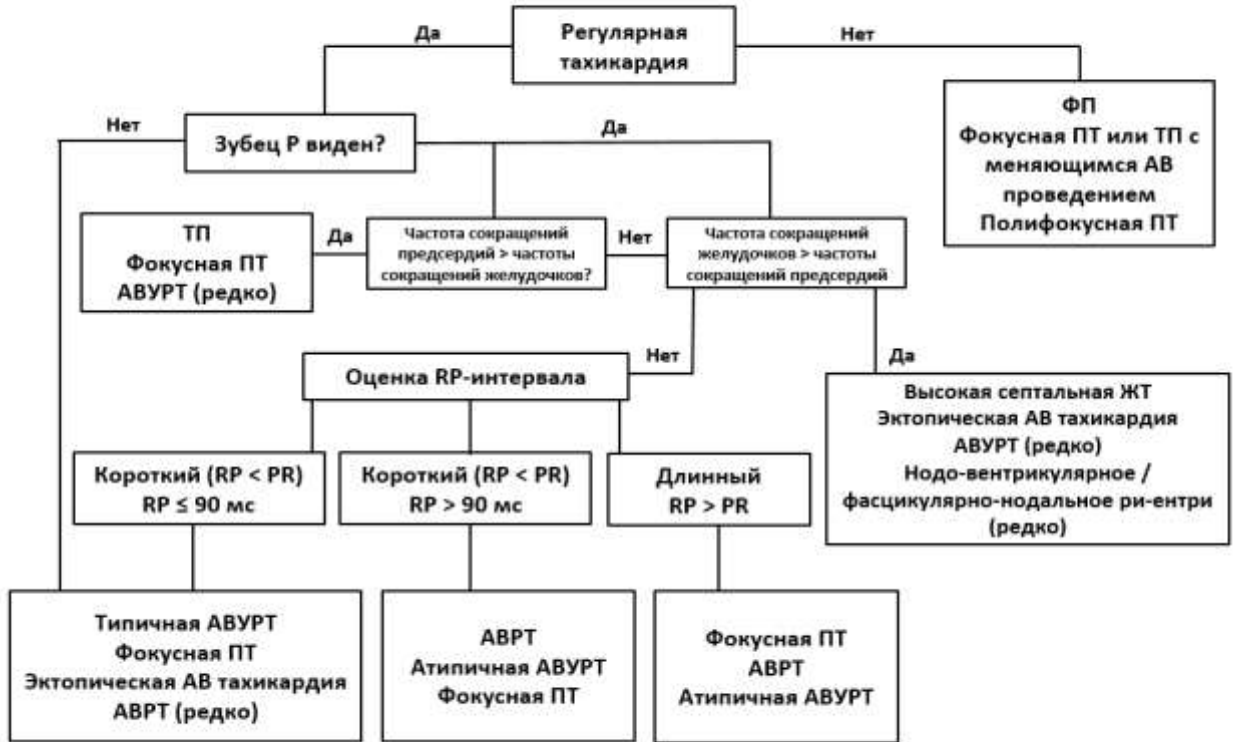 Да
Регулярная
тахикардия
Нет
ФП
Фокусная ПТ или ТП с
меняющимся АВ
проведением
Полифокусная ПТ
Нет
Зубец Р виден?
Да
ТП
Фокусная ПТ
АВУРТ (редко)
Да
Частота сокращений
предсердий > частоты
сокращений желудочков?
Нет
Частота сокращений
желудочков > частоты
сокращений предсердий
Нет
Да
Оценка RP-интервала
Высокая септальная ЖТ
Эктопическая АВ тахикардия
АВУРТ (редко)
Нодо-вентрикулярное /
фасцикулярно-нодальное ри-ентри
(редко)
Короткий (RP < PR)
RP ≤ 90 мс
Короткий (RP < PR)
RP > 90 мс
Длинный
RP > PR
Типичная АВУРТ
Фокусная ПТ
Эктопическая АВ тахикардия
АВРТ (редко)
АВРТ
Атипичная АВУРТ
Фокусная ПТ
Фокусная ПТ
АВРТ
Атипичная АВУРТ